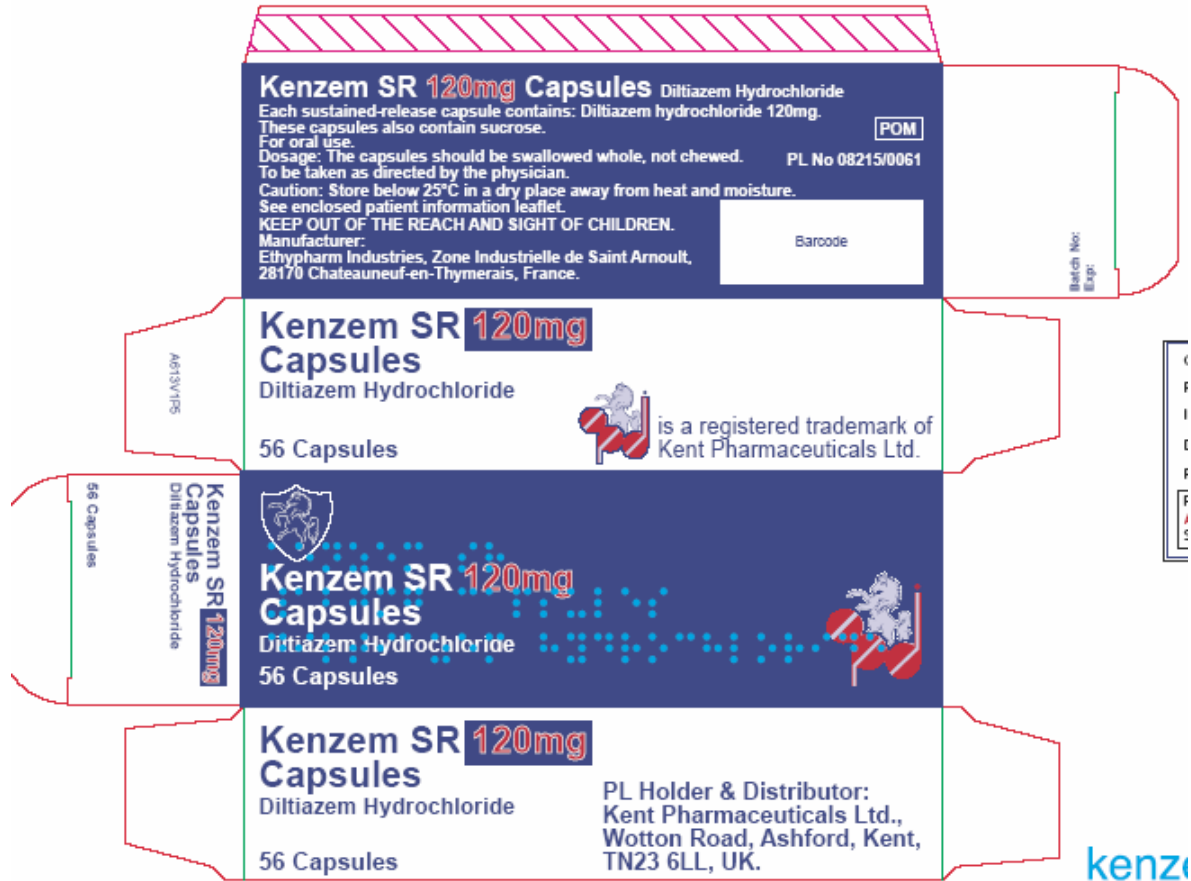 Kenzem SR 120mg Capsules Diltiazem Hydrochloride
Each sustained-release capsule contains: Diltiazem hydrochloride 120mg.
These capsules also contain sucrose.
POM
For oral use.
Dosage: The capsules should be swallowed whole, not chewed.
PL No 08215/0061
To be taken as directed by the physician.
Caution: Store below 25°C in a dry place away from heat and moisture.
See enclosed patient information leaflet.
KEEP OUT OF THE REACH AND SIGHT OF CHILDREN.
Manufacturer:
Ethypharm Industries, Zone Industrielle de Saint Arnoult,
28170 Chateauneuf-en-Thymerais, France.
Barcode
Batch No:
Exp:
Kenzem SR 120mg
Capsules
Diltiazem Hydrochloride
56 Capsules
is a registered trademark of
Kent Pharmaceuticals Ltd.
A613V1P5
Kenzem SR 120mg
Capsules
Diltiazem Hydrochloride
56 Capsules
Kenzem SR 120mg
Capsules
Diltiazem Hydrochloride
56 Capsules
Kenzem SR 120mg
Capsules
Diltiazem Hydrochloride
56 Capsules
PL Holder & Distributor:
Kent Pharmaceuticals Ltd.,
Wotton Road, Ashford, Kent,
TN23 6LL, UK.
kenze